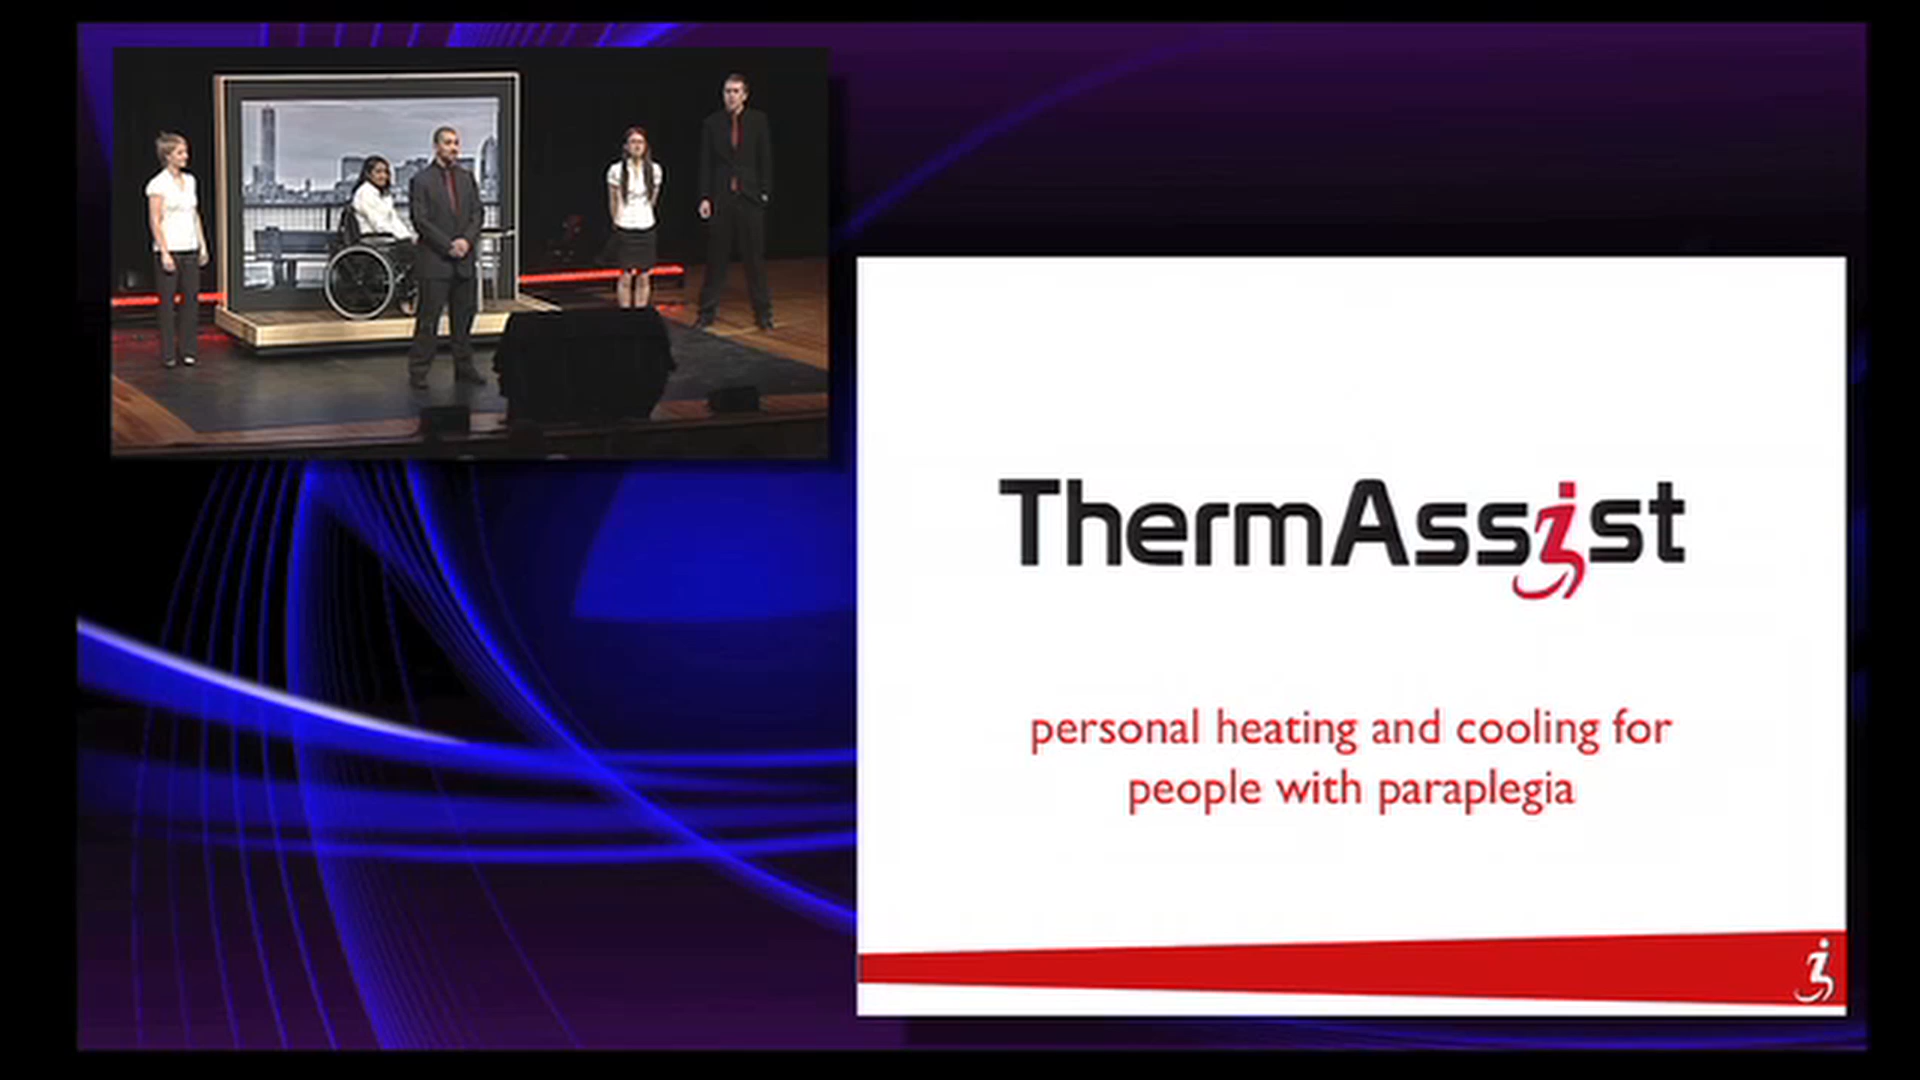 ThermAssist
personal heating and cooling for
people with paraplegia